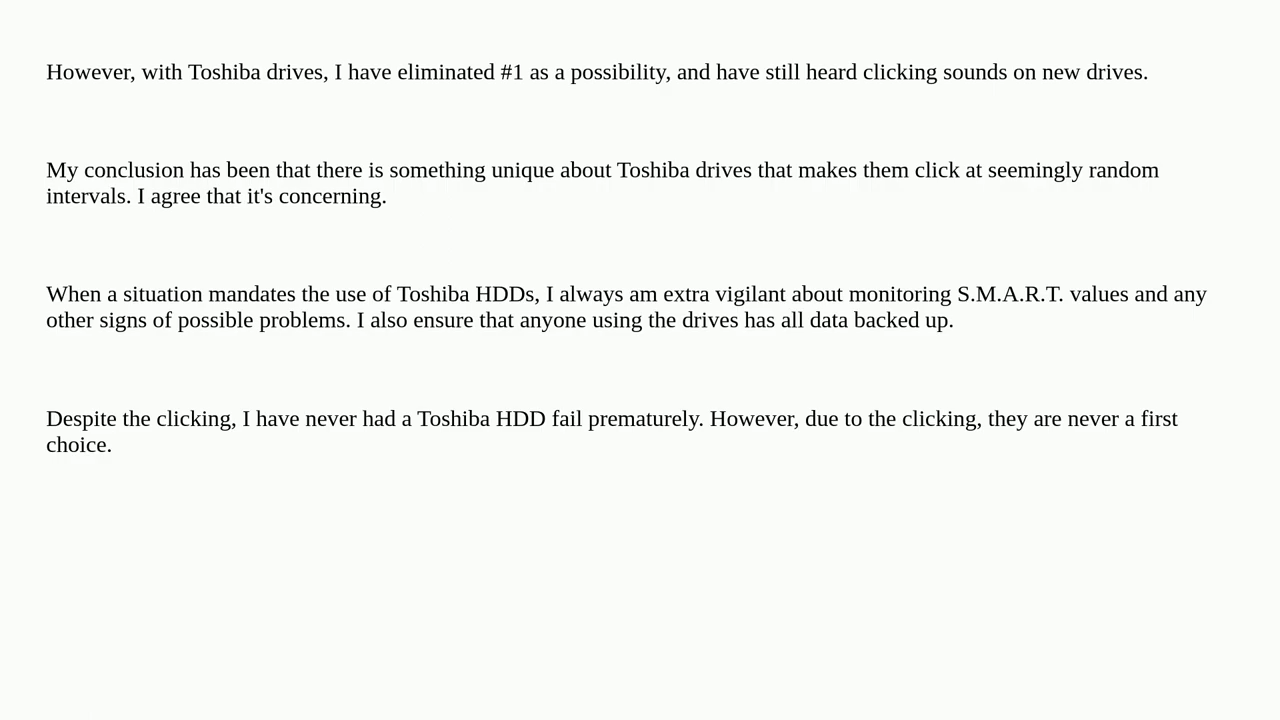 However, with Toshiba drives, I have eliminated #1 as a possibility, and have still heard clicking sounds on new drives.
My conclusion has been that there is something unique about Toshiba drives that makes them click at seemingly random
intervals. I agree that it's concerning.
When a situation mandates the use of Toshiba HDDs, I always am extra vigilant about monitoring S.M.A.R.T. values and any
other signs of possible problems. I also ensure that anyone using the drives has all data backed up.
Despite the clicking, I have never had a Toshiba HDD fail prematurely. However, due to the clicking, they are never a first
choice.